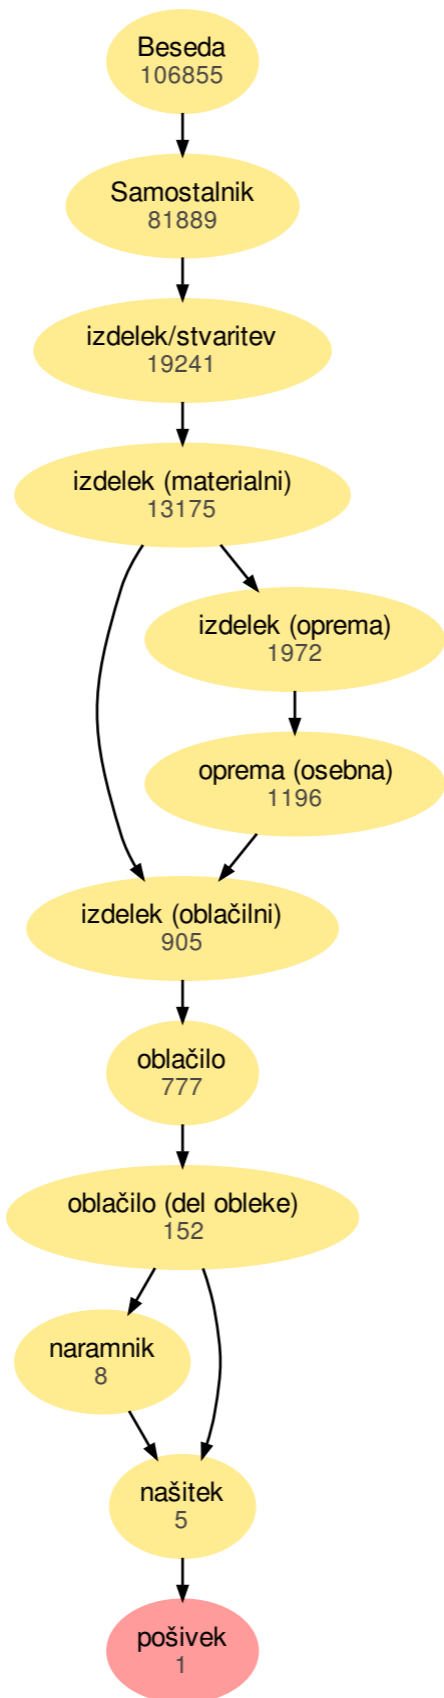 Beseda
106855
Samostalnik
81889
izdelek/stvaritev
19241
izdelek (materialni)
13175
izdelek (oprema)
1972
oprema (osebna)
1196
izdelek (oblačilni)
905
oblačilo
777
oblačilo (del obleke)
152
naramnik
8
našitek
5
pošivek
1